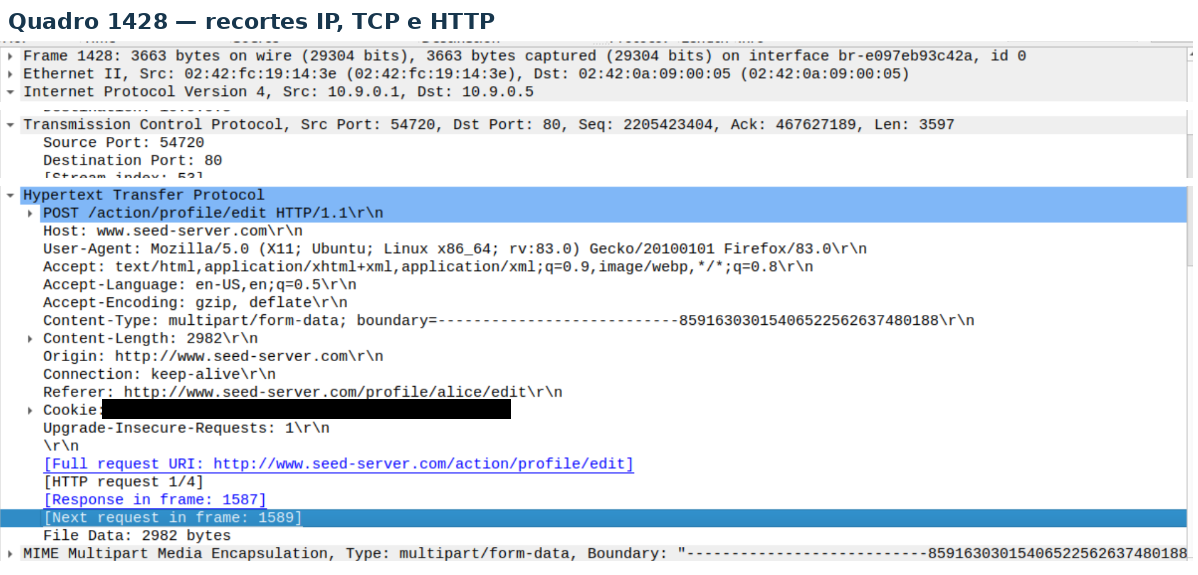 Quadro 1428 — recortes IP, TCP e HTTP
Frame 1428: 3663 bytes on wire (29304 bits), 3663 bytes captured (29304 bits) on interface br-e097eb93c42a, id 0
Ethernet II, Src: 02:42:fc:19:14:3e (02:42:fc:19:14:3e), Dst: 02:42:0a:09:00:05 (02:42:0a:09:00:05)
Internet Protocol Version 4, Src: 10.9.0.1, Dst: 10.9.0.5
Transmission Control Protocol, Src Port: 54720, Dst Port: 80, Seq: 2205423404, Ack: 467627189, Len: 3597
Source Port: 54720
Destination Port: 80
[Stream index: 53]
Hypertext Transfer Protocol
POST /action/profile/edit HTTP/1.1\r\n
Host: www.seed-server.com\r\n
User-Agent: Mozilla/5.0 (X11; Ubuntu; Linux x86_64; rv:83.0) Gecko/20100101 Firefox/83.0\r\n
Accept: text/html,application/xhtml+xml,application/xml;q=0.9,image/webp,*/*;q=0.8\r\n
Accept-Language: en-US,en;q=0.5\r\n
Accept-Encoding: gzip, deflate\r\n
Content-Type: multipart/form-data; boundary=---------------------------85916303015406522562637480188\r\n
Content-Length: 2982\r\n
Origin: http://www.seed-server.com\r\n
Connection: keep-alive\r\n
Referer: http://www.seed-server.com/profile/alice/edit\r\n
Cookie:
Upgrade-Insecure-Requests: 1\r\n
\r\n
[Full request URI: http://www.seed-server.com/action/profile/edit]
[HTTP request 1/4]
[Response in frame: 1587]
[Next request in frame: 1589]
File Data: 2982 bytes
MIME Multipart Media Encapsulation, Type: multipart/form-data, Boundary: "---------------------------85916303015406522562637480188